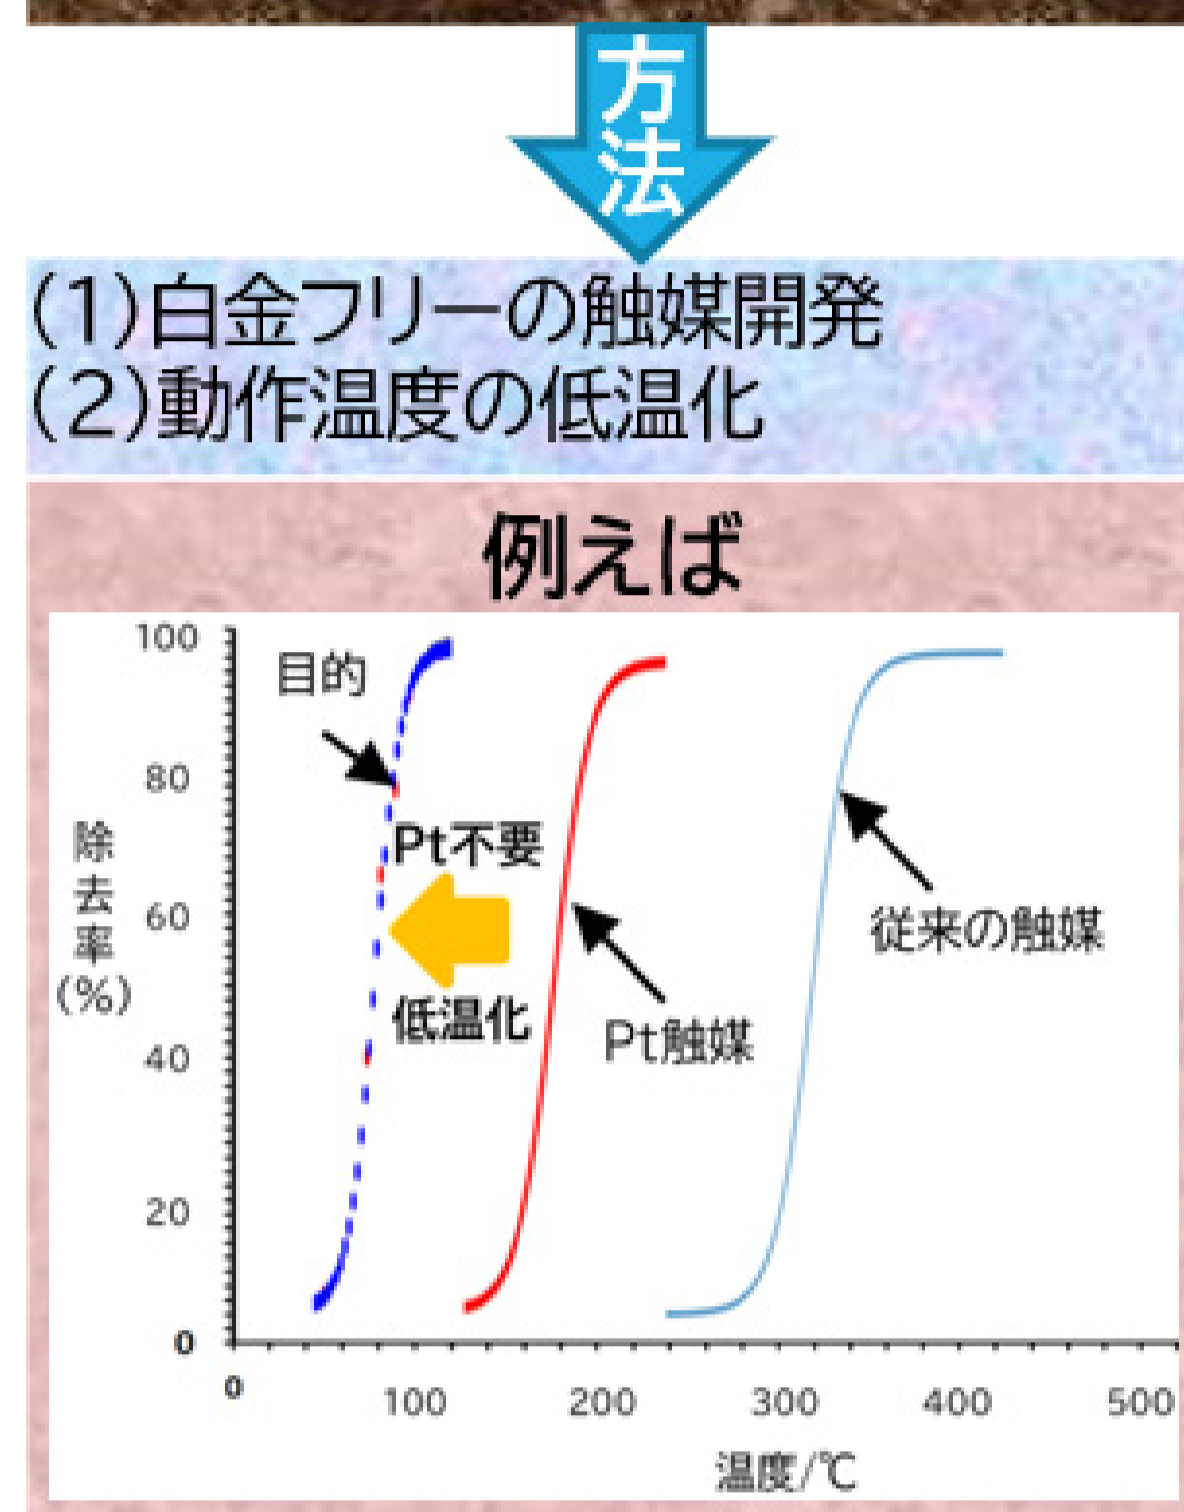 方法
(1)白金フリーの触媒開発
(2)動作温度の低温化
例えば
100
80
60
40
20
0
除去率
(%)
目的
Pt不要
低温化
Pt触媒
従来の触媒
0 100 200 300 400 500
温度/℃